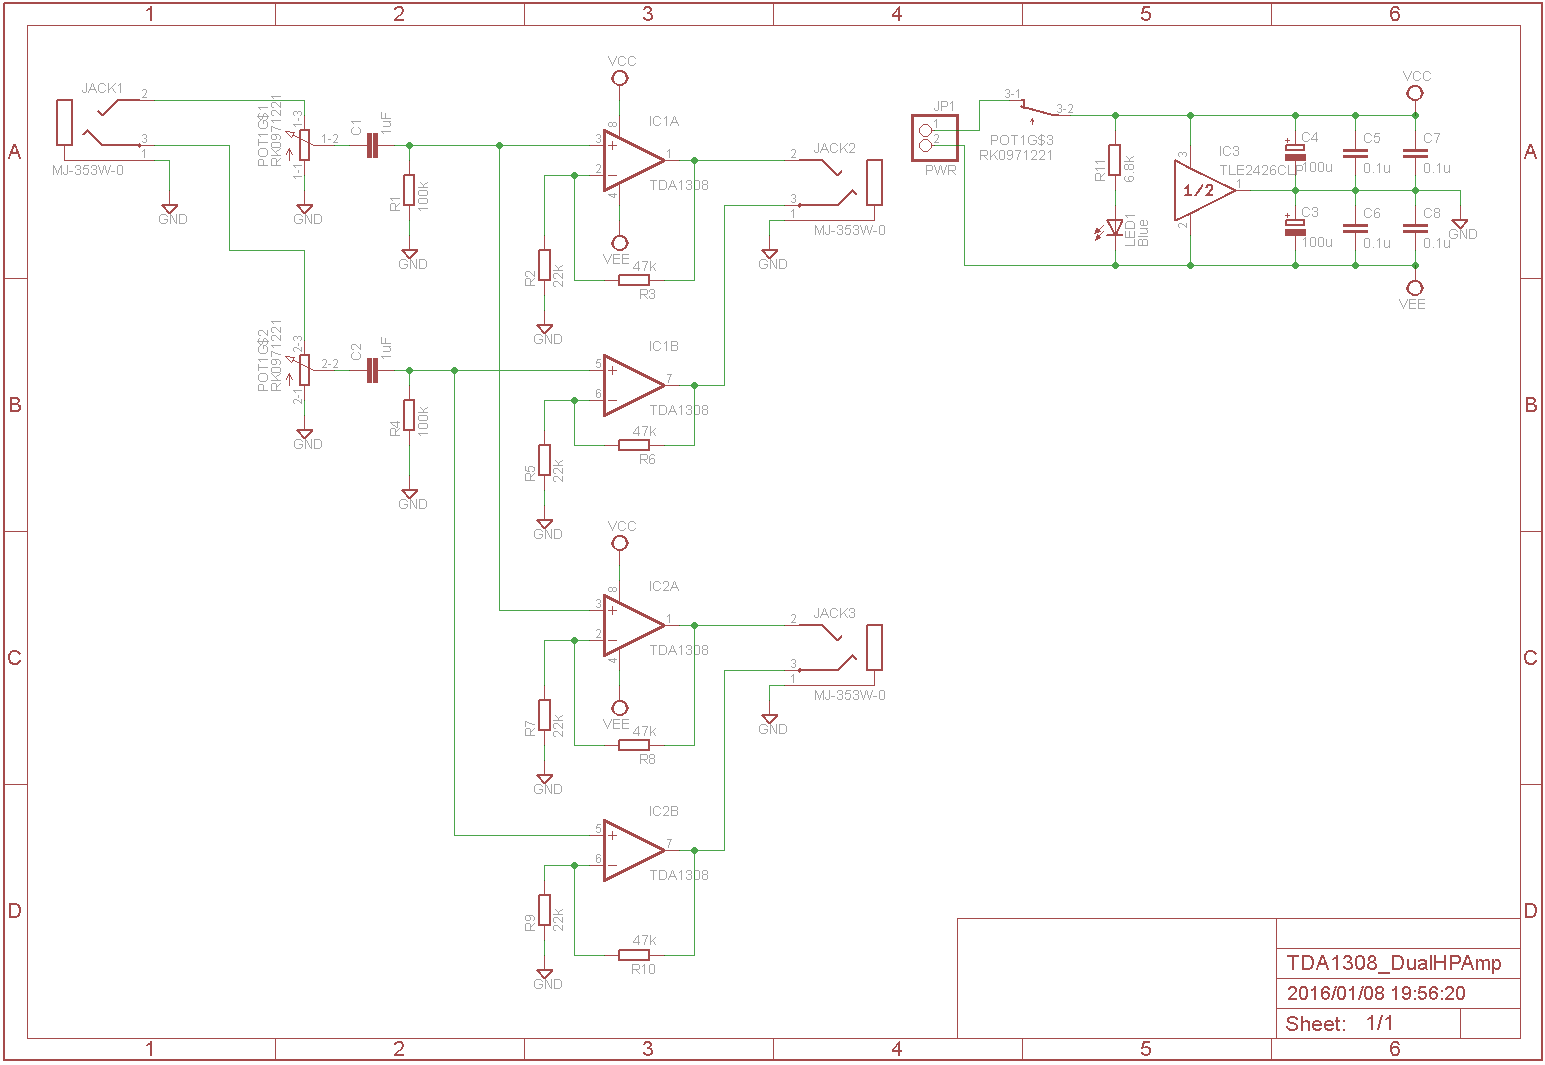 1 2 3 4 5 6
A
B
C
D
JACK1
2
3
1
MJ-353W-0
GND
POT1G$1
RK0971221
1-3
1-2
1-1
GND
C1
1uF
R1
100k
GND
POT1G$2
RK0971221
2-3
2-2
2-1
GND
C2
1uF
R4
100k
GND
VCC
8
IC1A
3
2
1
4
TDA1308
VEE
R2
22k
GND
47k
R3
IC1B
5
6
7
TDA1308
R5
22k
GND
47k
R6
VCC
8
IC2A
3
2
1
4
TDA1308
VEE
R7
22k
GND
47k
R8
IC2B
5
6
7
TDA1308
R9
22k
GND
47k
R10
JACK2
2
3
1
MJ-353W-0
GND
JACK3
2
3
1
MJ-353W-0
GND
JP1
1
2
PWR
3-1
3-2
POT1G$3
RK0971221
R11
6.8k
LED1
Blue
IC3
TLE2426CLP
3
1/2
1
2
C4
100u
C3
100u
C5
0.1u
C6
0.1u
C7
0.1u
C8
0.1u
VCC
GND
VEE
A
B
C
D
TDA1308_DualHPAmp
2016/01/08 19:56:20
Sheet: 1/1
1 2 3 4 5 6